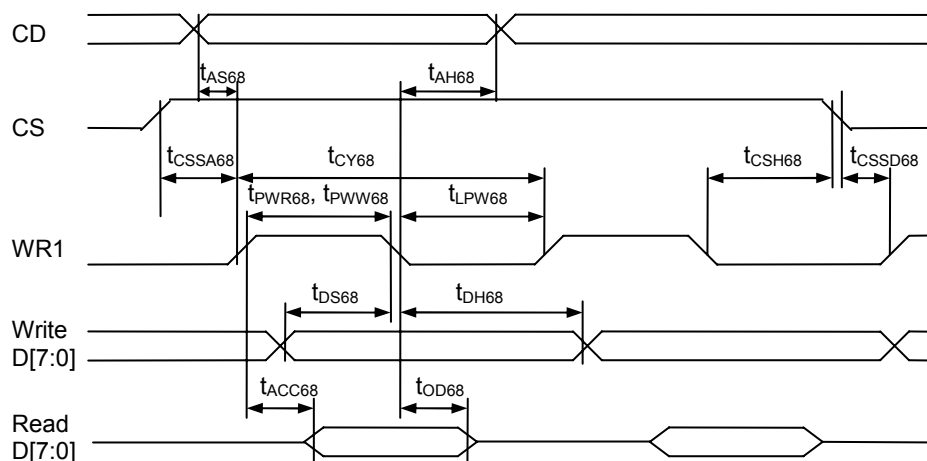 CD
tAS68 tAH68
CS
tCSSA68 tCY68 tCSH68 tCSSD68
tPWR68, tPWW68 tLPW68
WR1
tDS68 tDH68
Write
D[7:0]
tACC68 tOD68
Read
D[7:0]